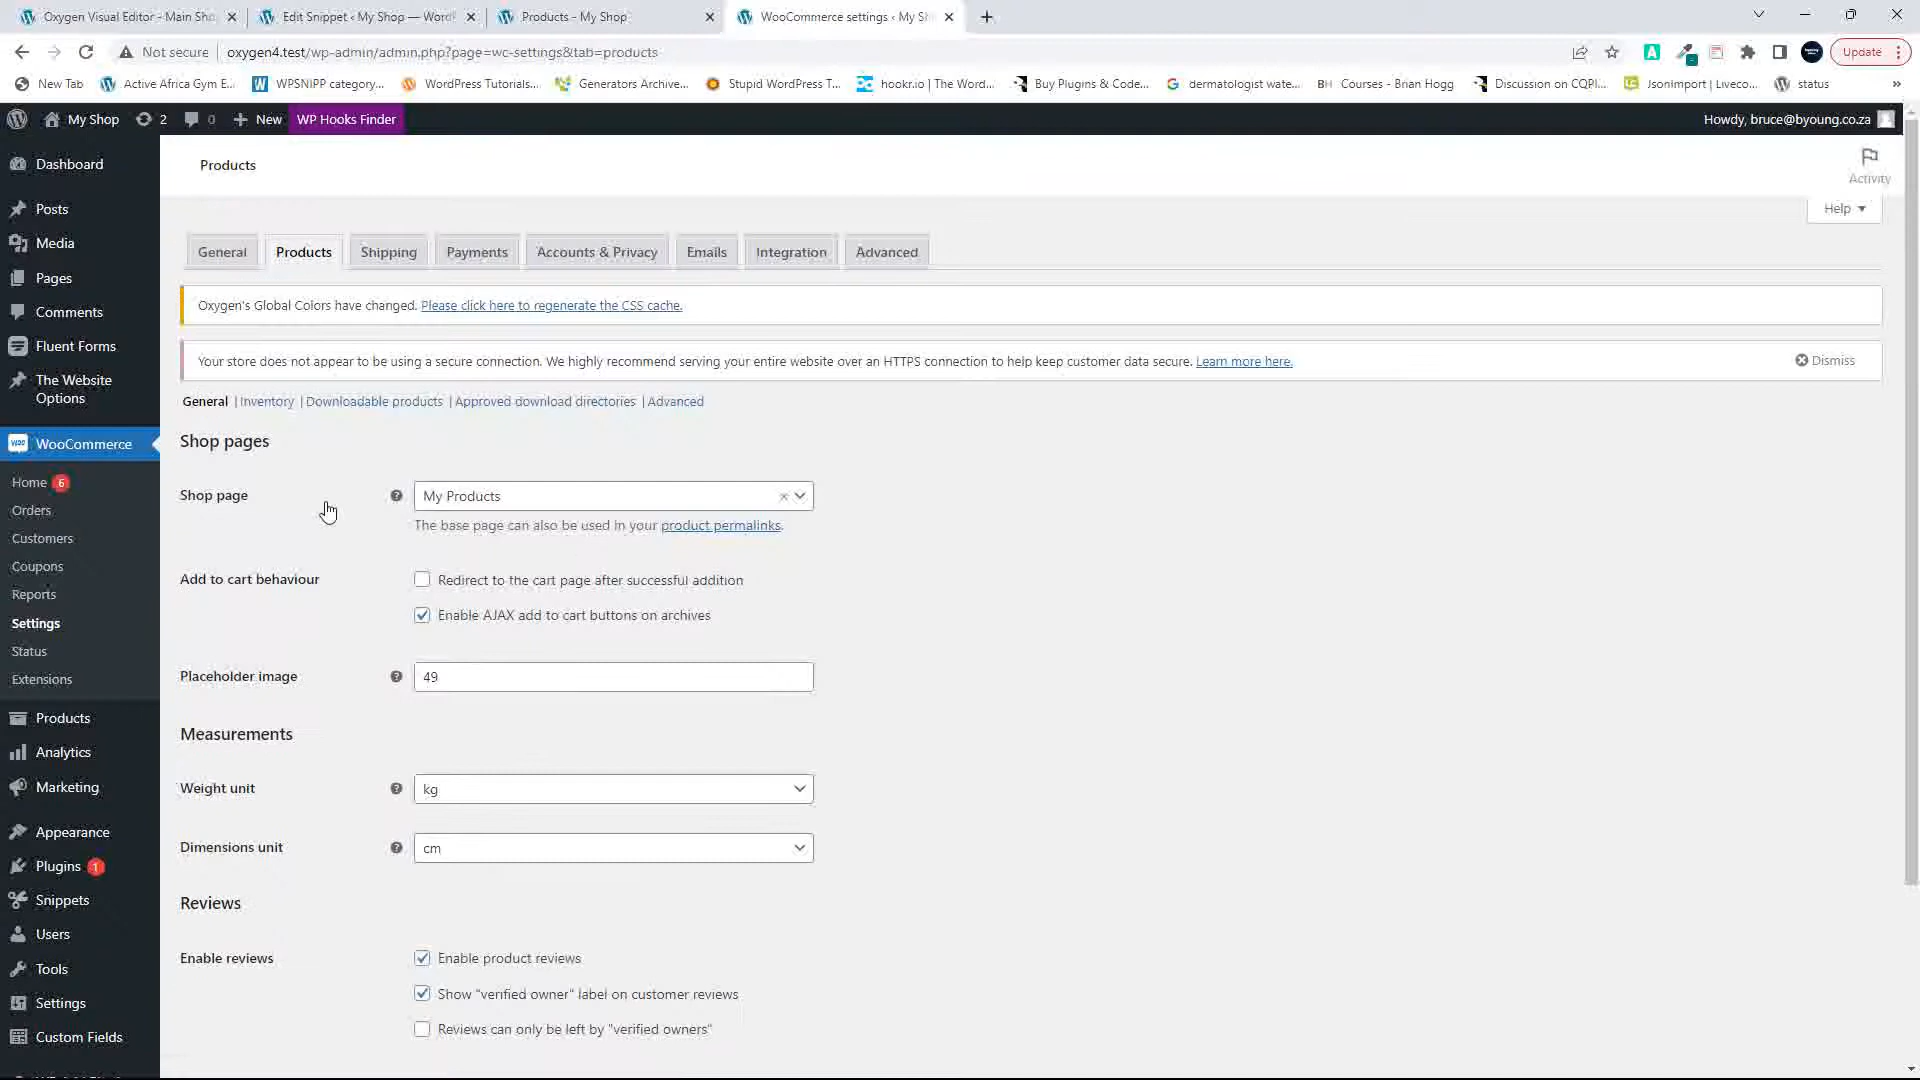 Oxygen Visual Editor - Main Sho
Edit Snippet ‹ My Shop — Word
Products - My Shop
WooCommerce settings ‹ My Sh
Not secure
oxygen4.test/wp-admin/admin.php?page=wc-settings&tab=products
Update
New Tab
Active Africa Gym E...
WPSNIPP category...
WordPress Tutorials...
Generators Archive...
Stupid WordPress T...
hookr.io | The Word...
Buy Plugins & Code...
dermatologist wate...
BH Courses - Brian Hogg
Discussion on CQPI...
Jsonimport | Liveco...
status
»
My Shop
2
0
New
WP Hooks Finder
Howdy, bruce@byoung.co.za
Dashboard
Posts
Media
Pages
Comments
Fluent Forms
The Website
Options
WooCommerce
Home 6
Orders
Customers
Coupons
Reports
Settings
Status
Extensions
Products
Analytics
Marketing
Appearance
Plugins 1
Snippets
Users
Tools
Settings
Custom Fields
Products
Activity
Help
General
Products
Shipping
Payments
Accounts & Privacy
Emails
Integration
Advanced
Oxygen's Global Colors have changed. Please click here to regenerate the CSS cache.
Your store does not appear to be using a secure connection. We highly recommend serving your entire website over an HTTPS connection to help keep customer data secure. Learn more here.
Dismiss
General | Inventory | Downloadable products | Approved download directories | Advanced
Shop pages
Shop page
My Products
The base page can also be used in your product permalinks.
Add to cart behaviour
Redirect to the cart page after successful addition
Enable AJAX add to cart buttons on archives
Placeholder image
49
Measurements
Weight unit
kg
Dimensions unit
cm
Reviews
Enable reviews
Enable product reviews
Show "verified owner" label on customer reviews
Reviews can only be left by "verified owners"